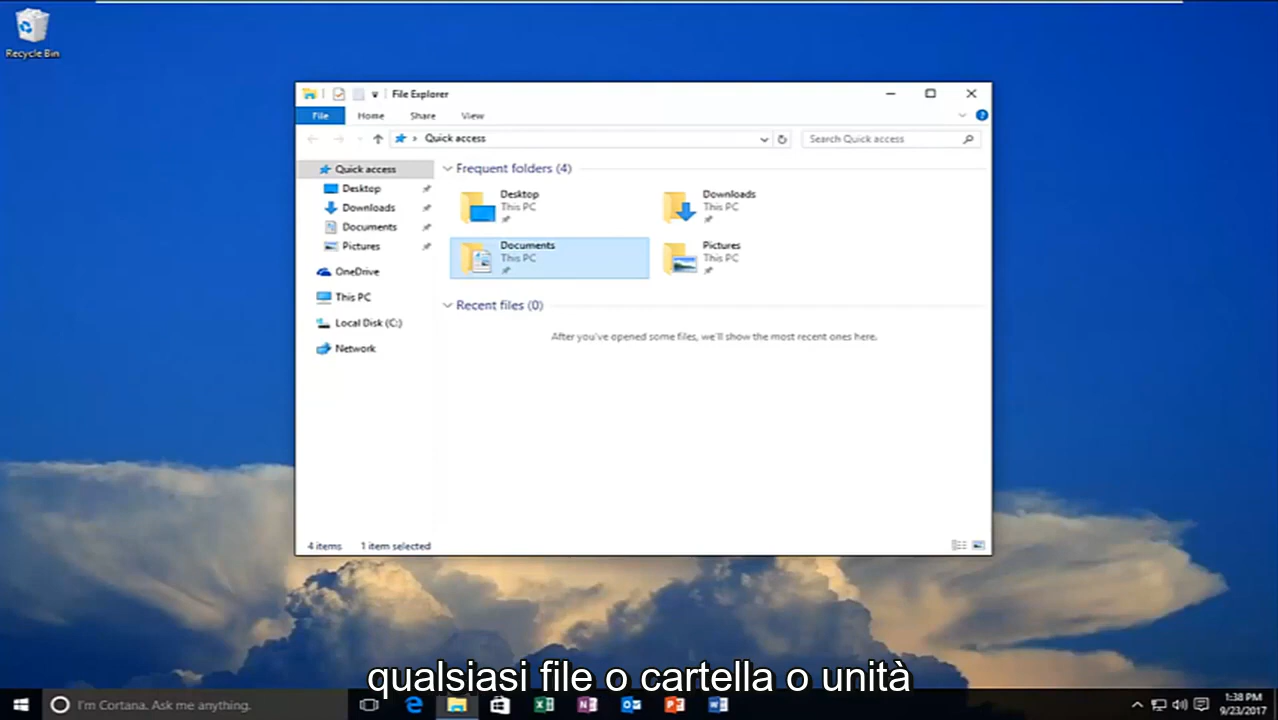 Recycle Bin
File Explorer
File Home Share View
Quick access
Search Quick access
Quick access
Desktop
Downloads
Documents
Pictures
OneDrive
This PC
Local Disk (C:)
Network
Frequent folders (4)
Desktop
This PC
Downloads
This PC
Documents
This PC
Pictures
This PC
Recent files (0)
After you've opened some files, we'll show the most recent ones here.
4 items 1 item selected
qualsiasi file o cartella o unità
I'm Cortana. Ask me anything.
1:38 PM
9/23/2017